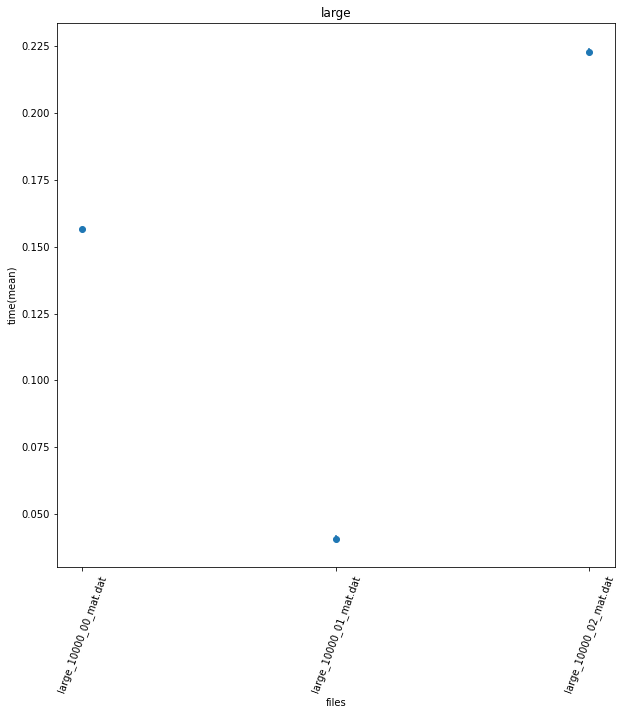 large
0.225
0.200
0.175
0.150
0.125
0.100
0.075
0.050
time(mean)
large_10000_00_mat.dat
large_10000_01_mat.dat
large_10000_02_mat.dat
files